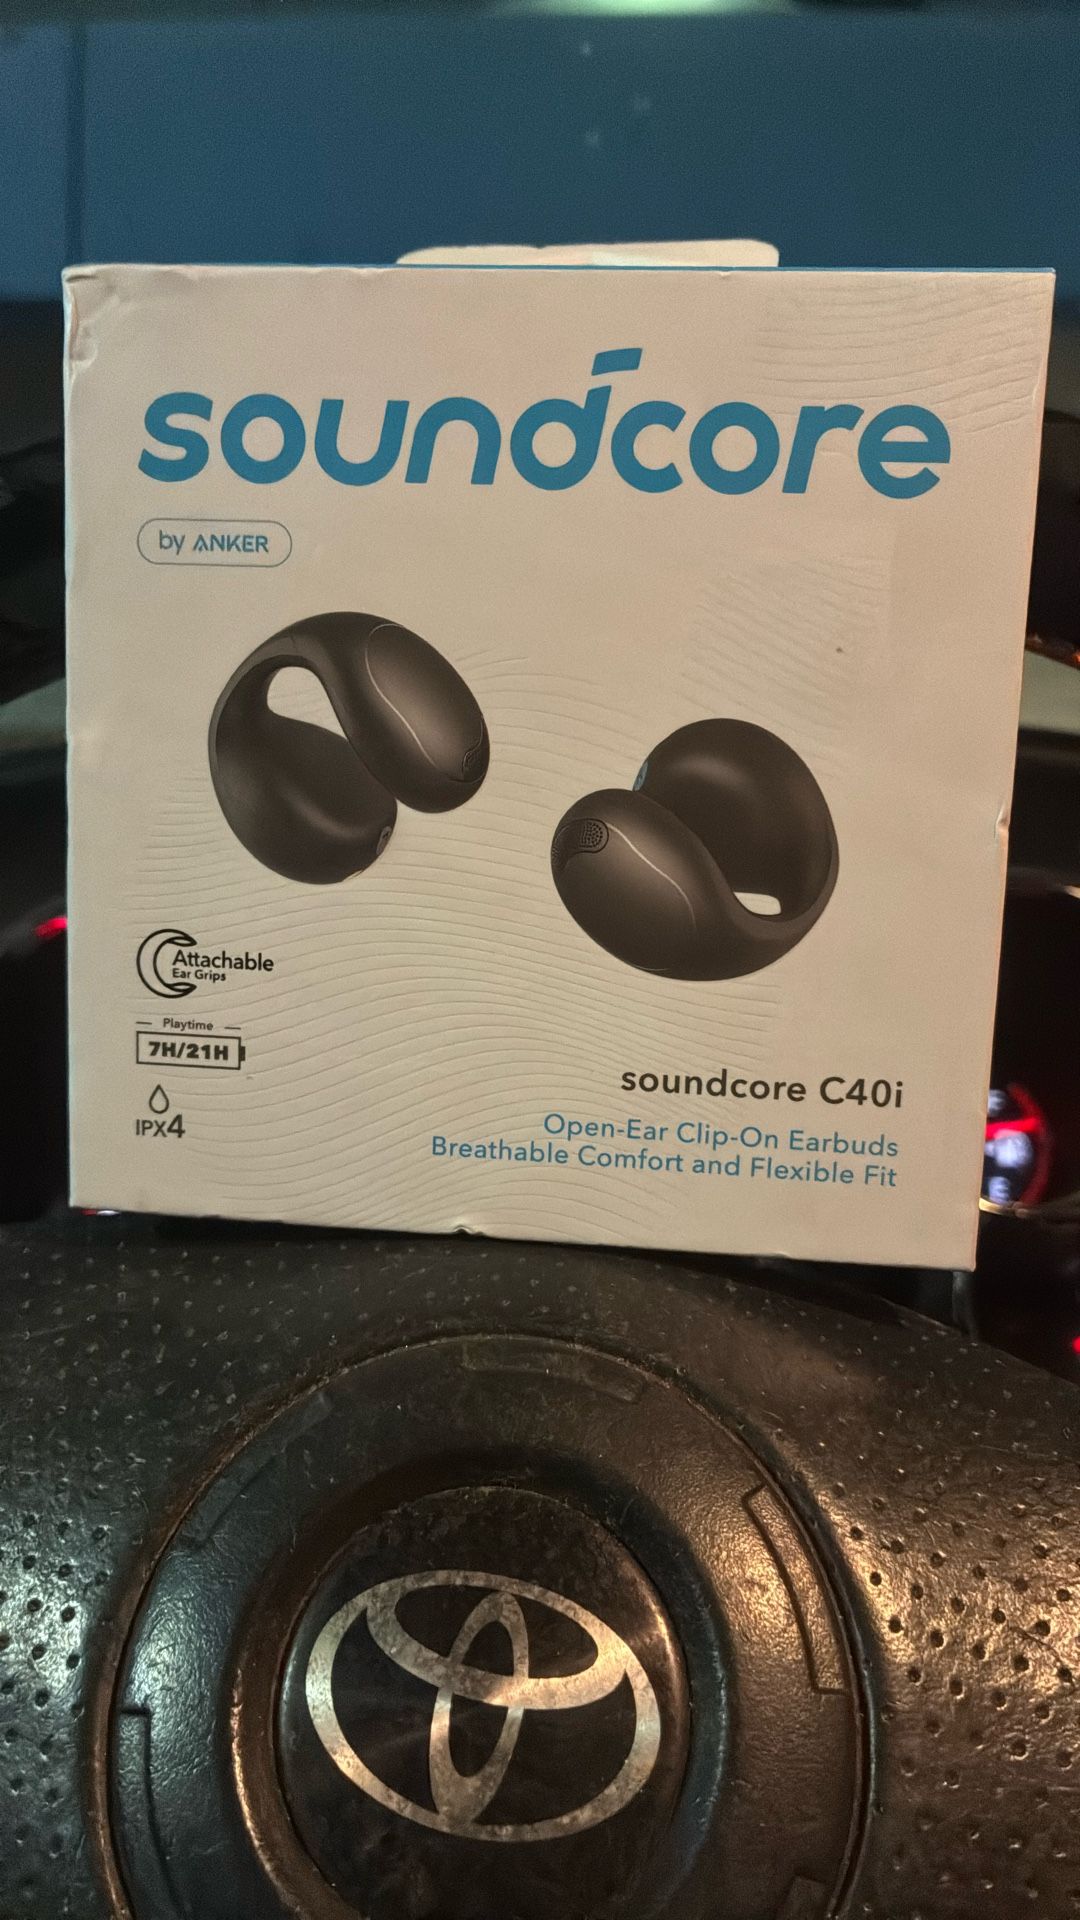 soundcore
by ANKER
Attachable
Ear Grips
Playtime
7H/21H
IPX4
soundcore C40i
Open-Ear Clip-On Earbuds
Breathable Comfort and Flexible Fit